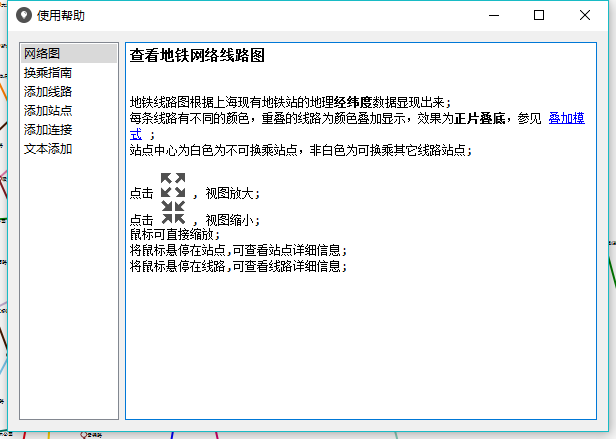 使用帮助
网络图
换乘指南
添加线路
添加站点
添加连接
文本添加
查看地铁网络线路图
地铁线路图根据上海现有地铁站的地理经纬度数据显现出来;
每条线路有不同的颜色，重叠的线路为颜色叠加显示，效果为正片叠底，参见 叠加模
式 ;
站点中心为白色为不可换乘站点，非白色为可换乘其它线路站点;
点击 ，视图放大;
点击 ，视图缩小;
鼠标可直接缩放;
将鼠标悬停在站点,可查看站点详细信息;
将鼠标悬停在线路,可查看线路详细信息;